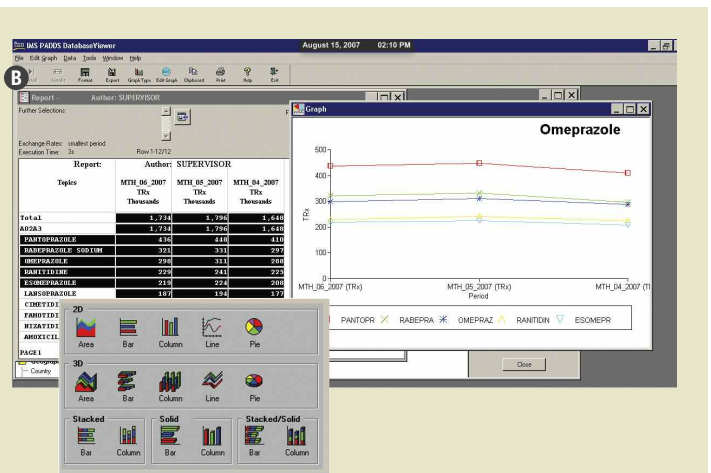 IMS PADDS DatabaseViewer
August 15, 2007 02:10 PM
File Edit Graph Data Tools Window Help
B
Format Export Graph Type Edit Graph Clipboard Print Help Exit
Report - Author: SUPERVISOR
Further Selections:
Exchange Rates: smallest period
Execution Time: 3s Row 1-12/12
Report: Author: SUPERVISOR
Topics MTH_06_2007 MTH_05_2007 MTH_04_2007
TRx TRx TRx
Thousands Thousands Thousands
Total 1,734 1,796 1,648
A02A3 1,734 1,796 1,648
PANTOPRAZOLE 436 448 410
RABEPRAZOLE SODIUM 321 331 297
OMEPRAZOLE 298 311 288
RANITIDINE 229 241 225
ESOMEPRAZOLE 219 224 208
LANSOPRAZOLE 187 194 177
CIMETIDI
FAMOTIDI
NIZATIDI
AMOXICIL
PAGE1
Country
Graph
Omeprazole
500
400
300
200
100
0
TRx
MTH_06_2007 (TRx) MTH_05_2007 (TRx) MTH_04_2007 (T
Period
PANTOPR RABEPRA OMEPRAZ RANITIDIN ESOMEPR
Close
2D
Area Bar Column Line Pie
3D
Area Bar Column Line Pie
Stacked Solid Stacked/Solid
Bar Column Bar Column Bar Column